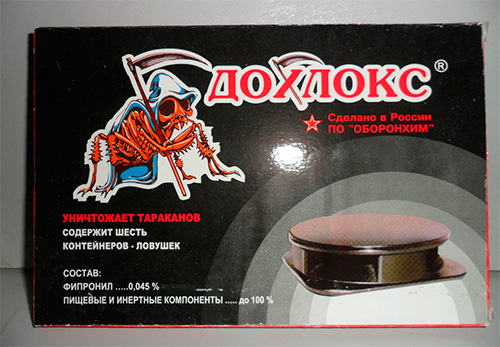 ДОХЛОКС®
Сделано в России
ПО "ОБОРОНХИМ"
УНИЧТОЖАЕТ ТАРАКАНОВ
СОДЕРЖИТ ШЕСТЬ
КОНТЕЙНЕРОВ - ЛОВУШЕК
СОСТАВ:
ФИПРОНИЛ .....0,045 %
ПИЩЕВЫЕ И ИНЕРТНЫЕ КОМПОНЕНТЫ ..... до 100 %